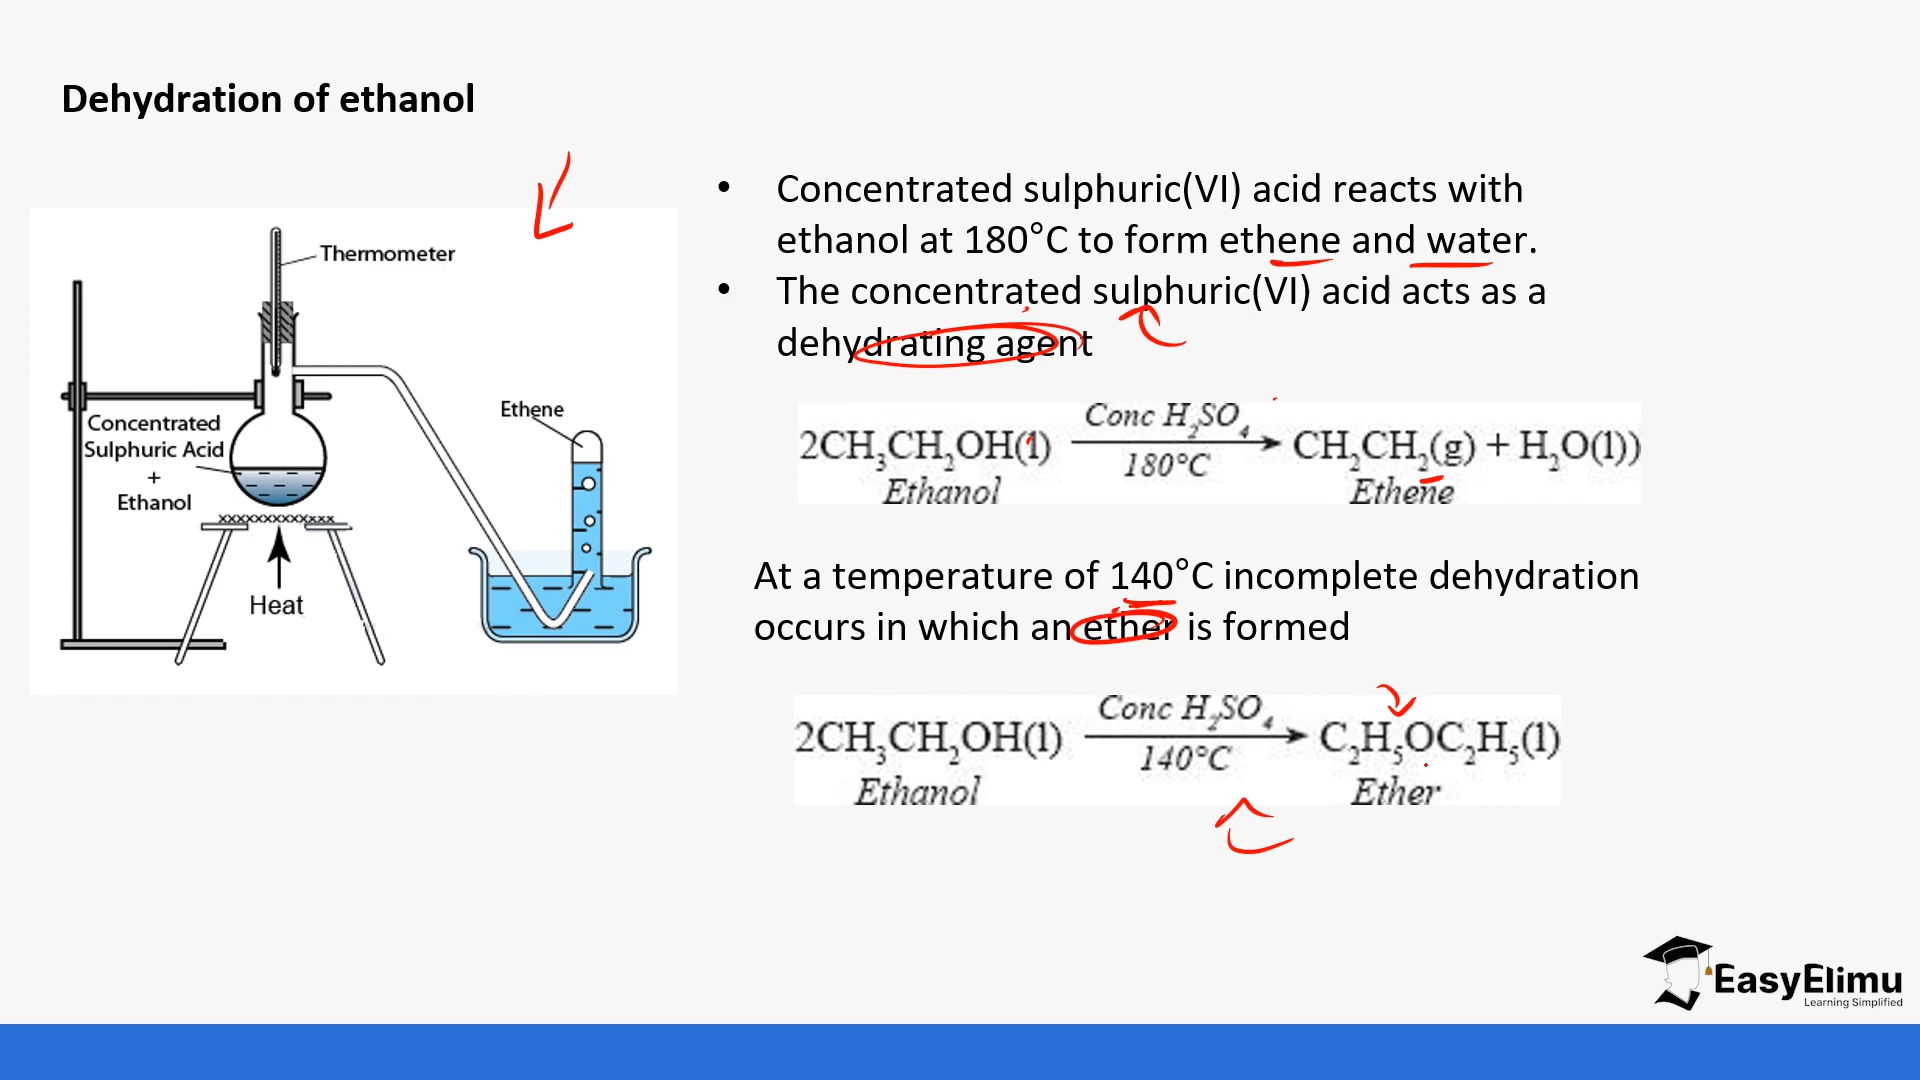 Dehydration of ethanol
Thermometer
Concentrated
Sulphuric Acid
+
Ethanol
Heat
Ethene
• Concentrated sulphuric(VI) acid reacts with
ethanol at 180°C to form ethene and water.
• The concentrated sulphuric(VI) acid acts as a
dehydrating agent
Conc H₂SO₄
2CH₃CH₂OH(l) → CH₂CH₂(g) + H₂O(l))
180°C
Ethanol Ethene
At a temperature of 140°C incomplete dehydration
occurs in which an ether is formed
Conc H₂SO₄
2CH₃CH₂OH(l) → C₂H₅OC₂H₅(l)
140°C
Ethanol Ether
EasyElimu
Learning Simplified